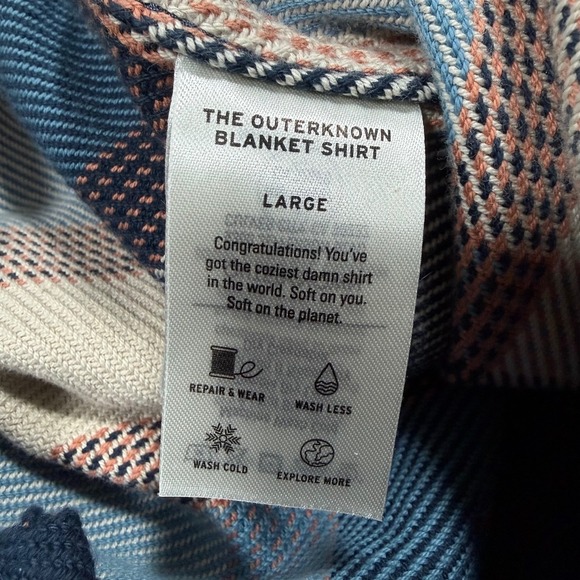 THE OUTERKNOWN
BLANKET SHIRT
LARGE
Congratulations! You've
got the coziest damn shirt
in the world. Soft on you.
Soft on the planet.
REPAIR & WEAR
WASH LESS
WASH COLD
EXPLORE MORE